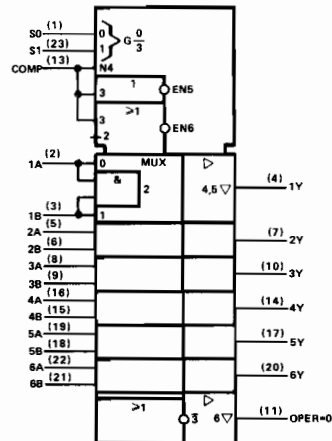 S0 (1) 0 G 0/3
S1 (23) 1
COMP (13) N4
3 1 EN5
3 ≥1 EN6
2
1A (2) 0 MUX ▷
& 2 4,5 ▽ (4) 1Y
1B (3) 1
2A (5) (7) 2Y
2B (6)
3A (8) (10) 3Y
3B (9)
4A (16) (14) 4Y
4B (15)
5A (19) (17) 5Y
5B (18)
6A (22) (20) 6Y
6B (21)
≥1 3 6 ▽ ▷ (11) OPER=0